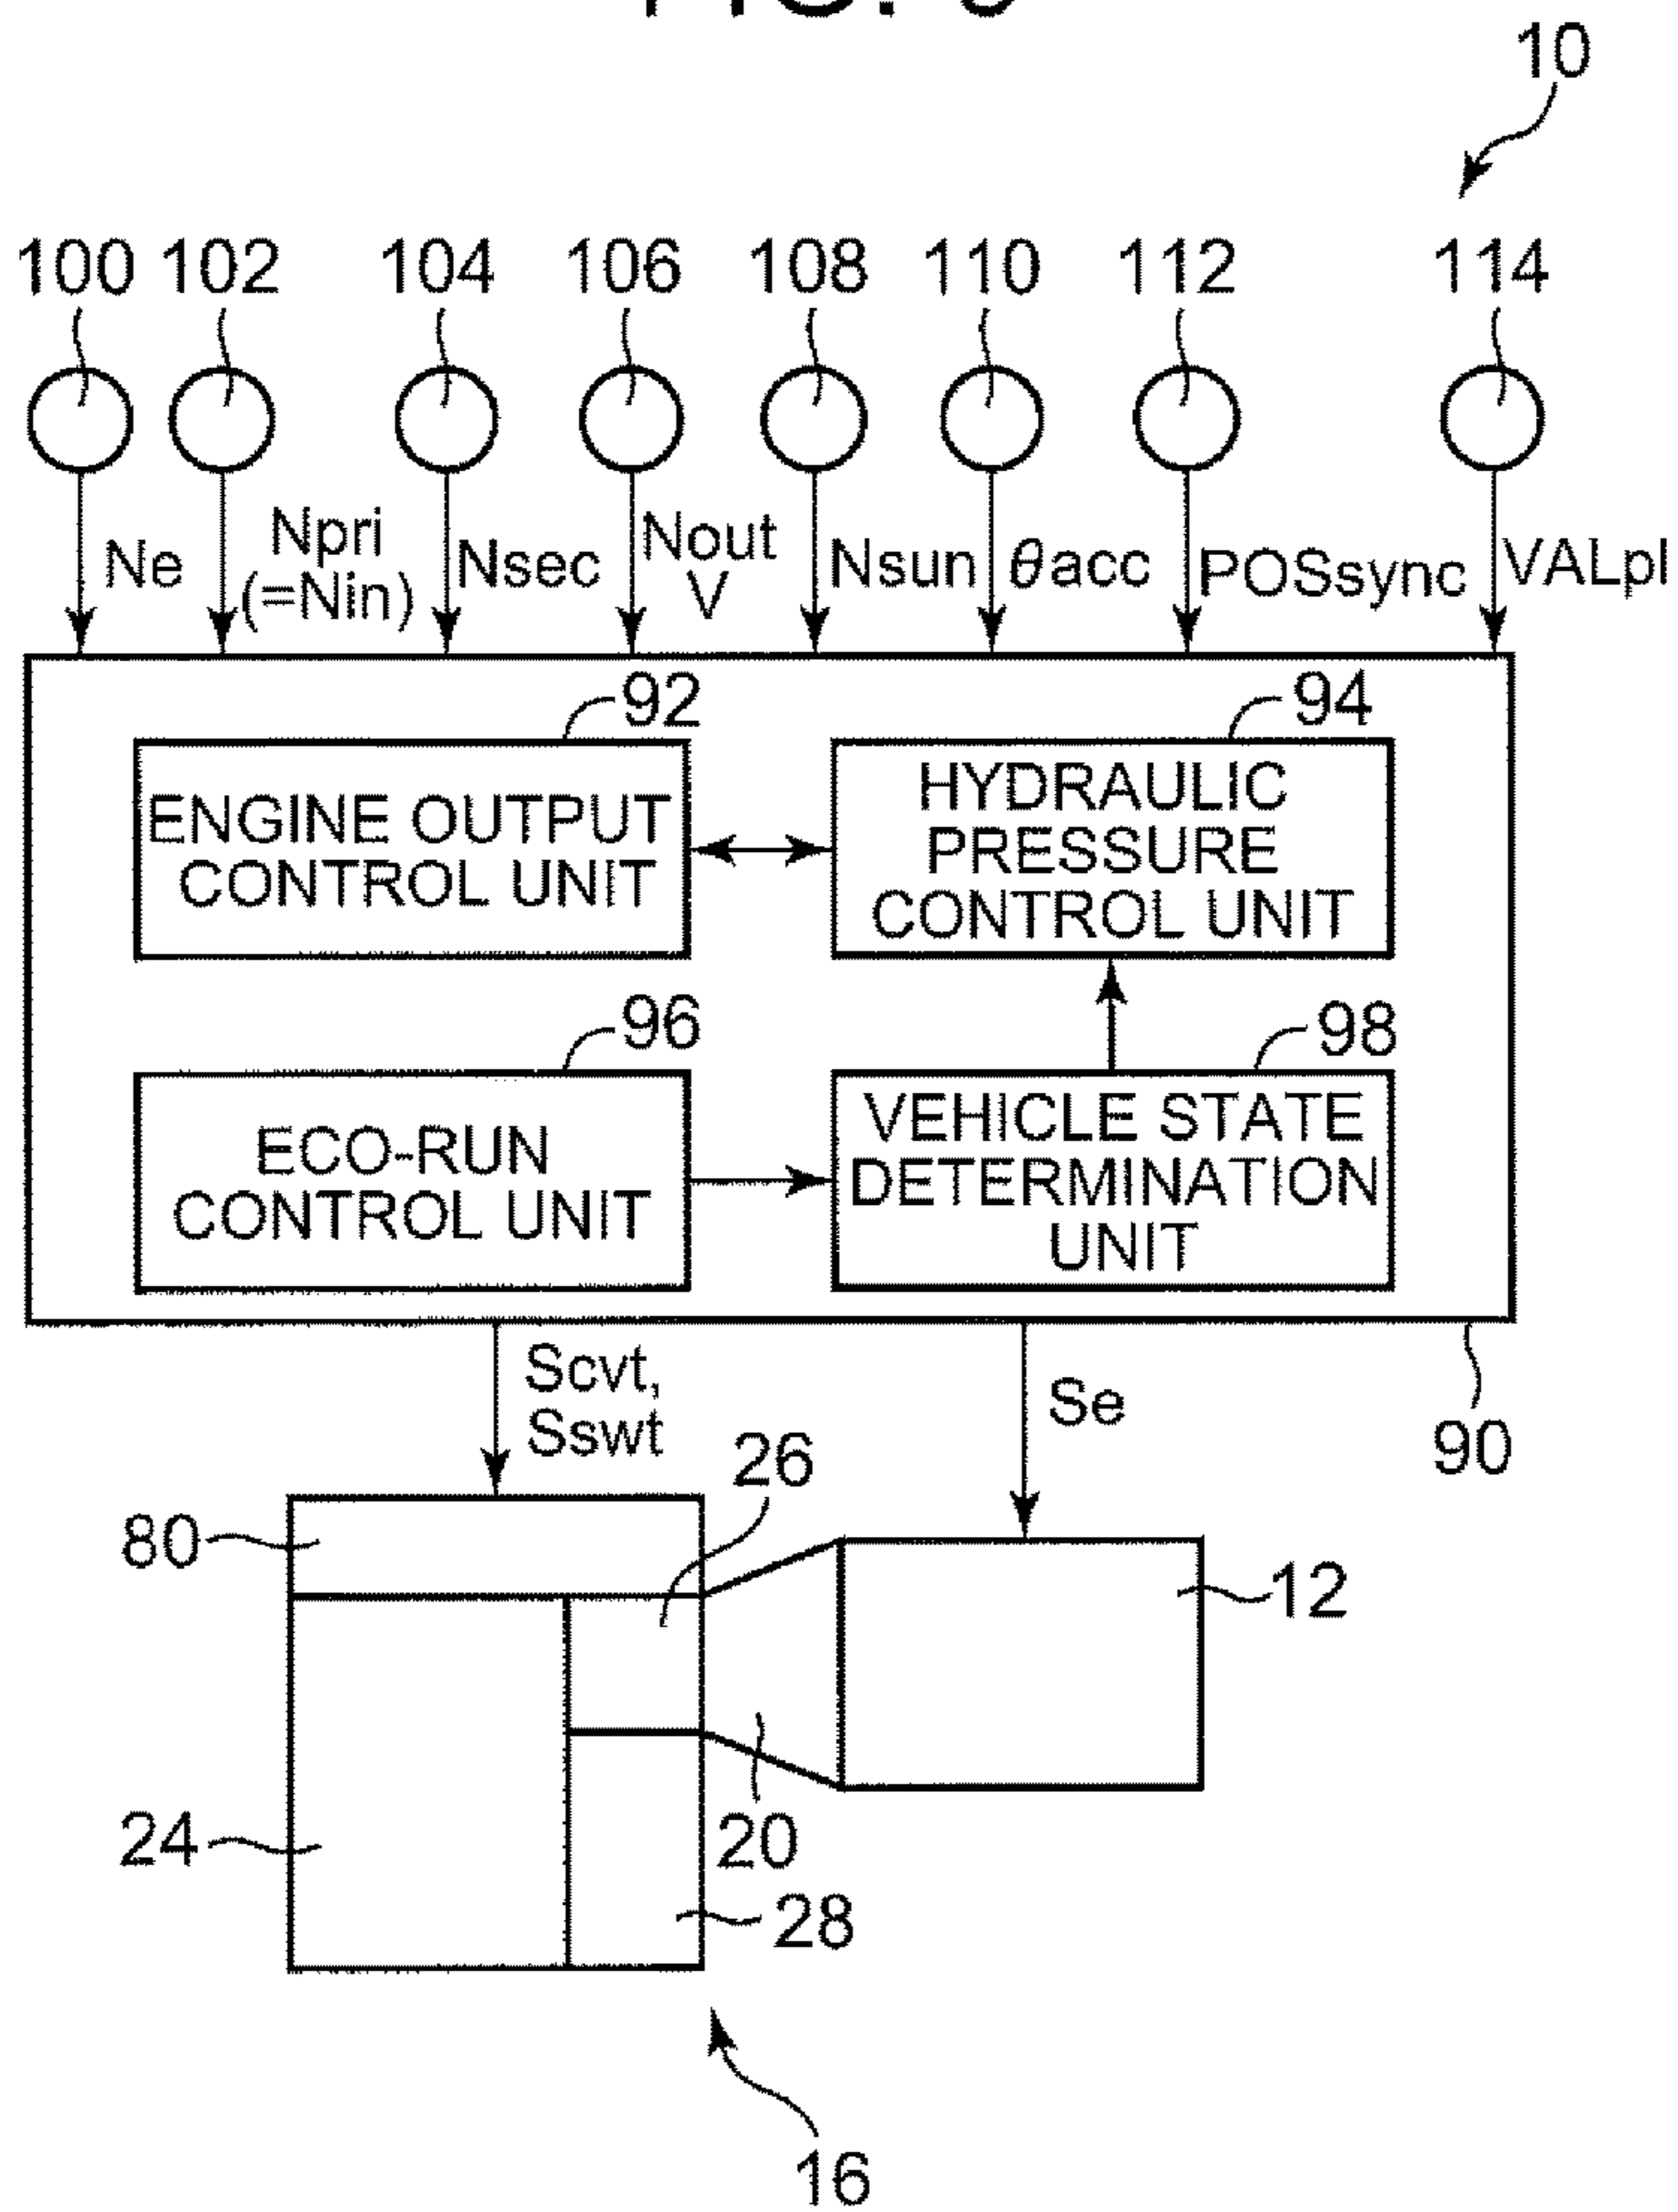 10
100 102 104 106 108 110 112 114
Ne
Npri
(=Nin)
Nsec
Nout
V
Nsun
θacc
POSsync
VALpl
92
ENGINE OUTPUT
CONTROL UNIT
94
HYDRAULIC
PRESSURE
CONTROL UNIT
96
ECO-RUN
CONTROL UNIT
98
VEHICLE STATE
DETERMINATION
UNIT
Scvt,
Sswt
Se
90
26
80
12
24
20
28
16